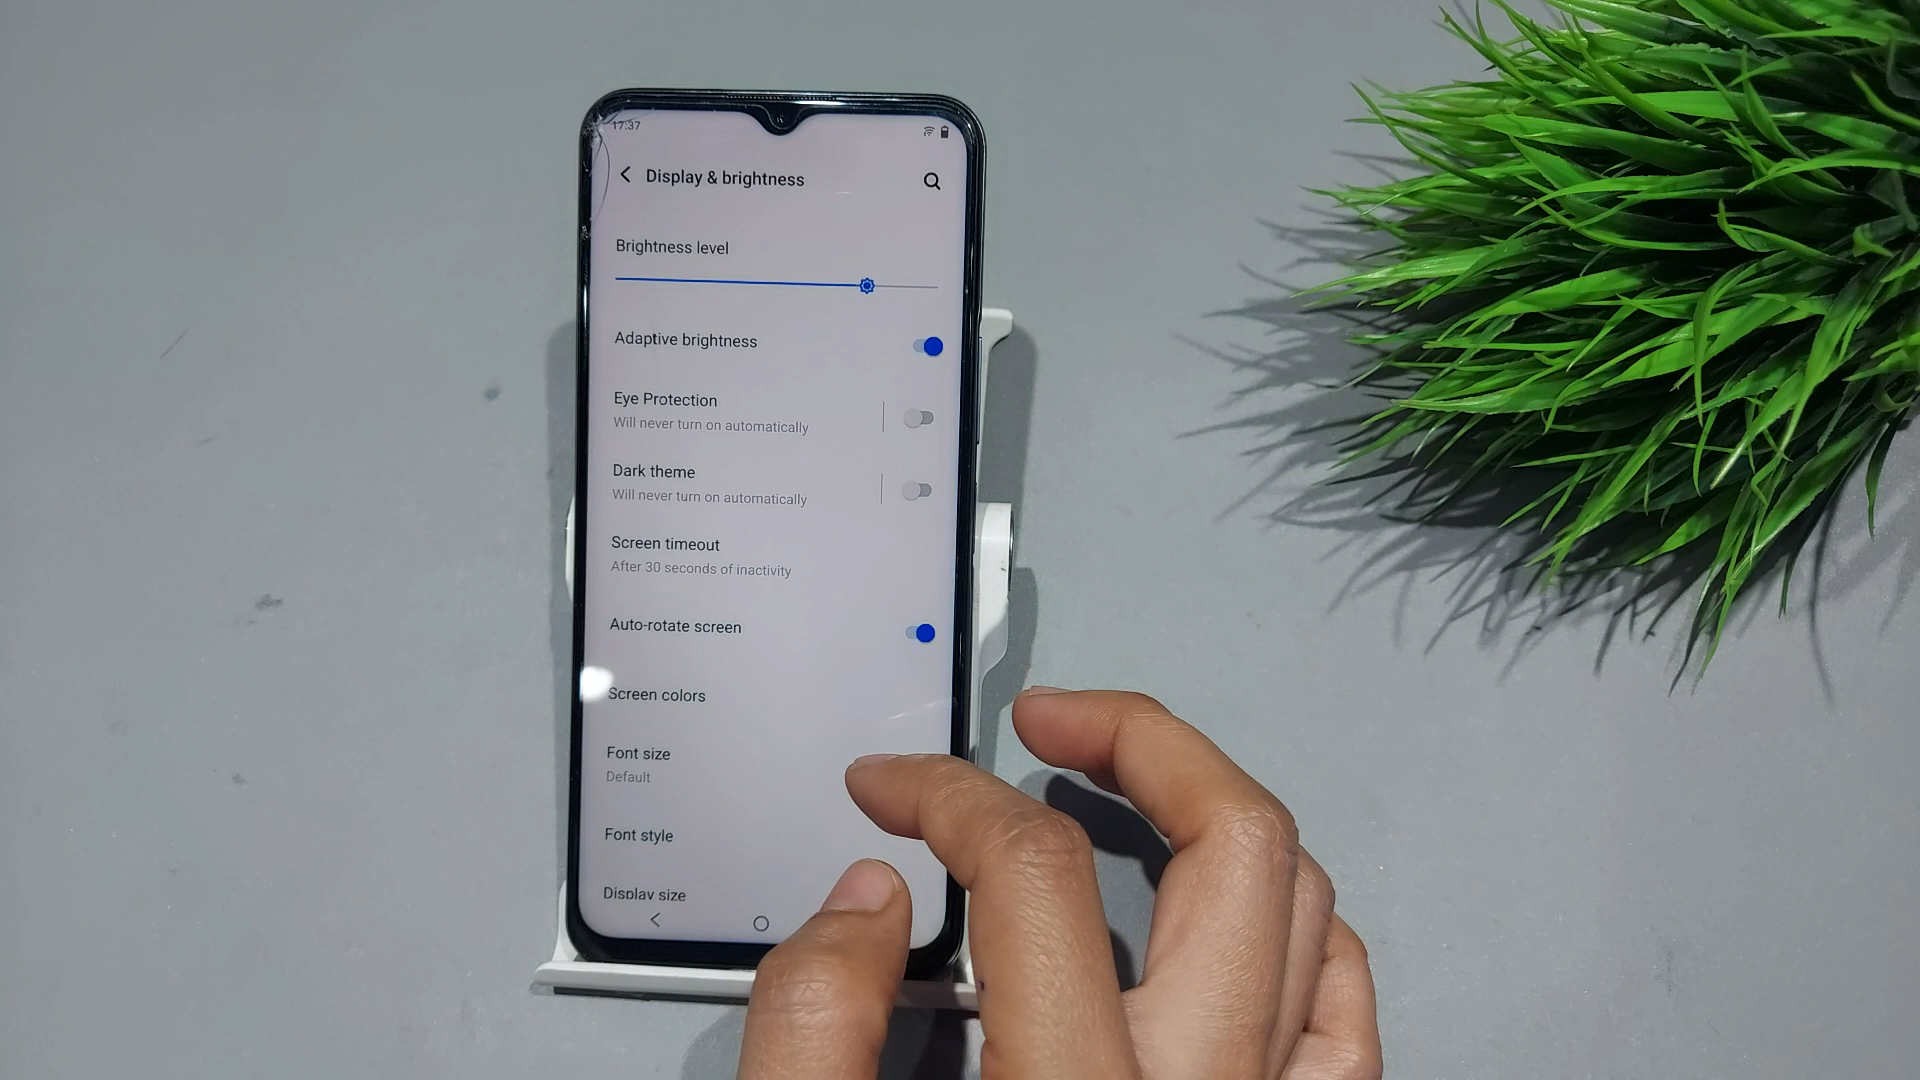 17:37
Display & brightness
Brightness level
Adaptive brightness
Eye Protection
Will never turn on automatically
Dark theme
Will never turn on automatically
Screen timeout
After 30 seconds of inactivity
Auto-rotate screen
Screen colors
Font size
Default
Font style
Display size